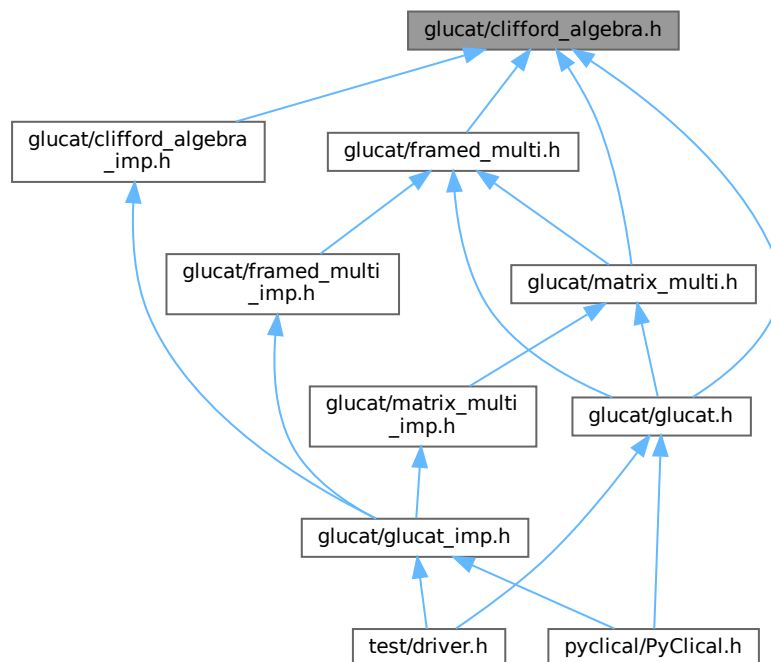 glucat/clifford_algebra.h
glucat/clifford_algebra
_imp.h
glucat/framed_multi.h
glucat/framed_multi
_imp.h
glucat/matrix_multi.h
glucat/matrix_multi
_imp.h
glucat/glucat.h
glucat/glucat_imp.h
test/driver.h
pyclical/PyClical.h